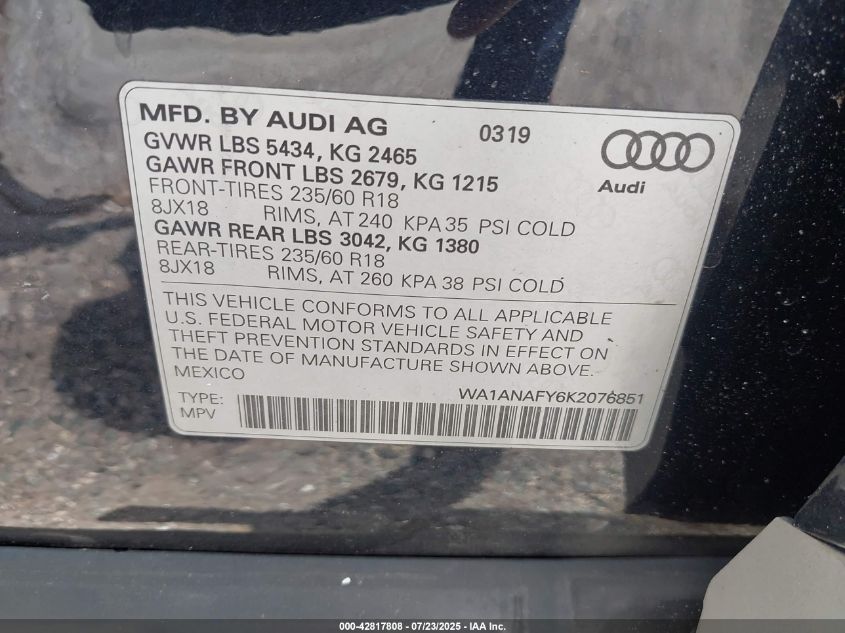 MFD. BY AUDI AG 0319
GVWR LBS 5434, KG 2465
GAWR FRONT LBS 2679, KG 1215
FRONT-TIRES 235/60 R18
8JX18 RIMS, AT 240 KPA 35 PSI COLD
GAWR REAR LBS 3042, KG 1380
REAR-TIRES 235/60 R18
8JX18 RIMS, AT 260 KPA 38 PSI COLD
Audi
THIS VEHICLE CONFORMS TO ALL APPLICABLE
U.S. FEDERAL MOTOR VEHICLE SAFETY AND
THEFT PREVENTION STANDARDS IN EFFECT ON
THE DATE OF MANUFACTURE SHOWN ABOVE.
MEXICO
WA1ANAFY6K2076851
TYPE:
MPV
000-42817808 - 07/23/2025 - IAA Inc.